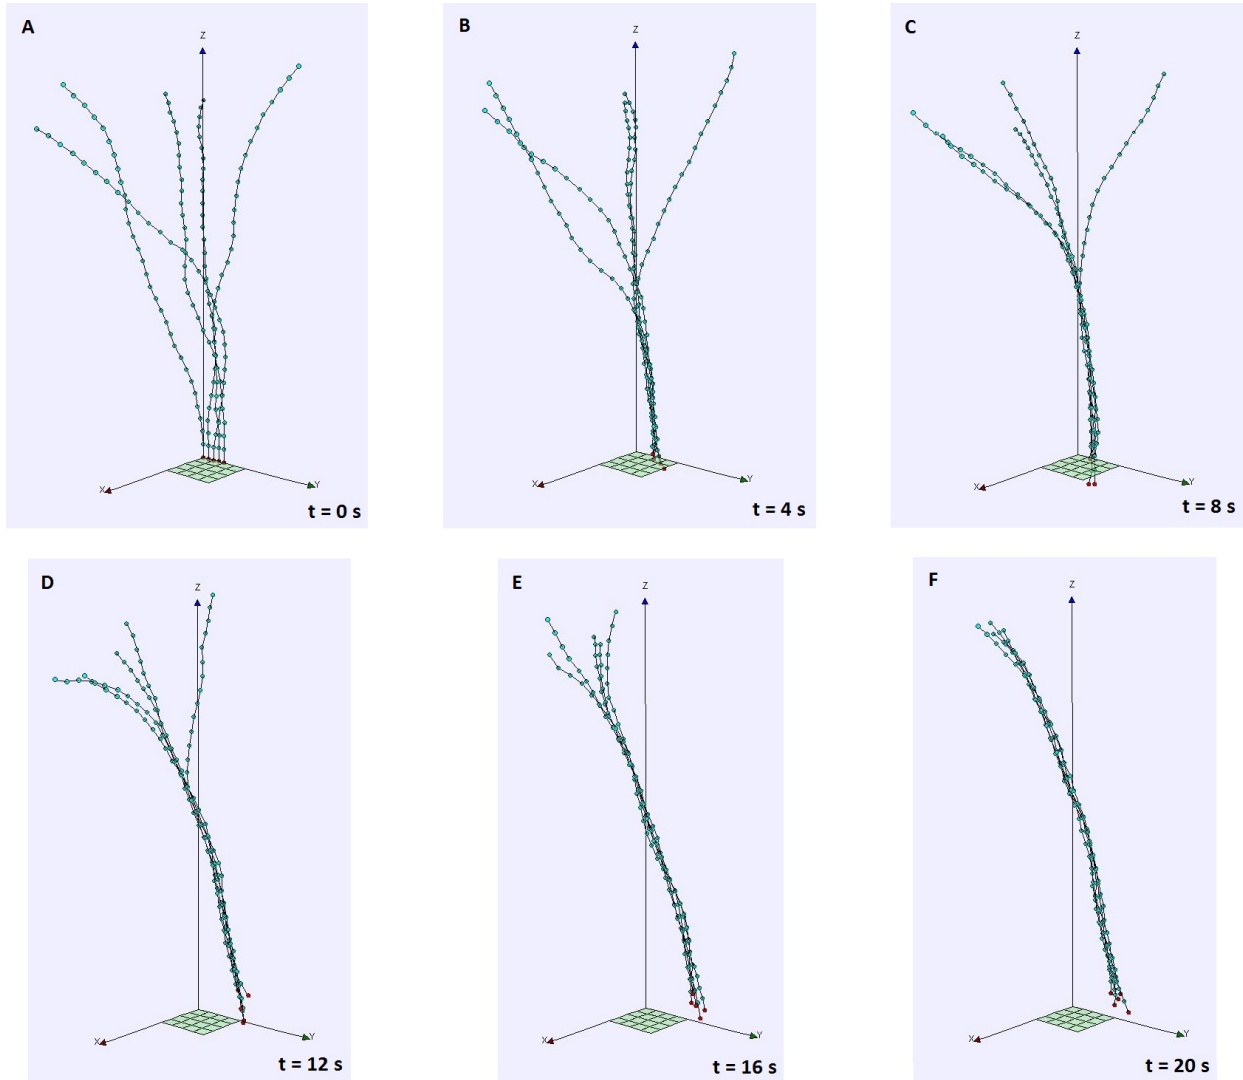 A
Z
X
Y
t = 0 s
B
Z
X
Y
t = 4 s
C
Z
X
Y
t = 8 s
D
Z
X
Y
t = 12 s
E
Z
X
Y
t = 16 s
F
Z
X
Y
t = 20 s